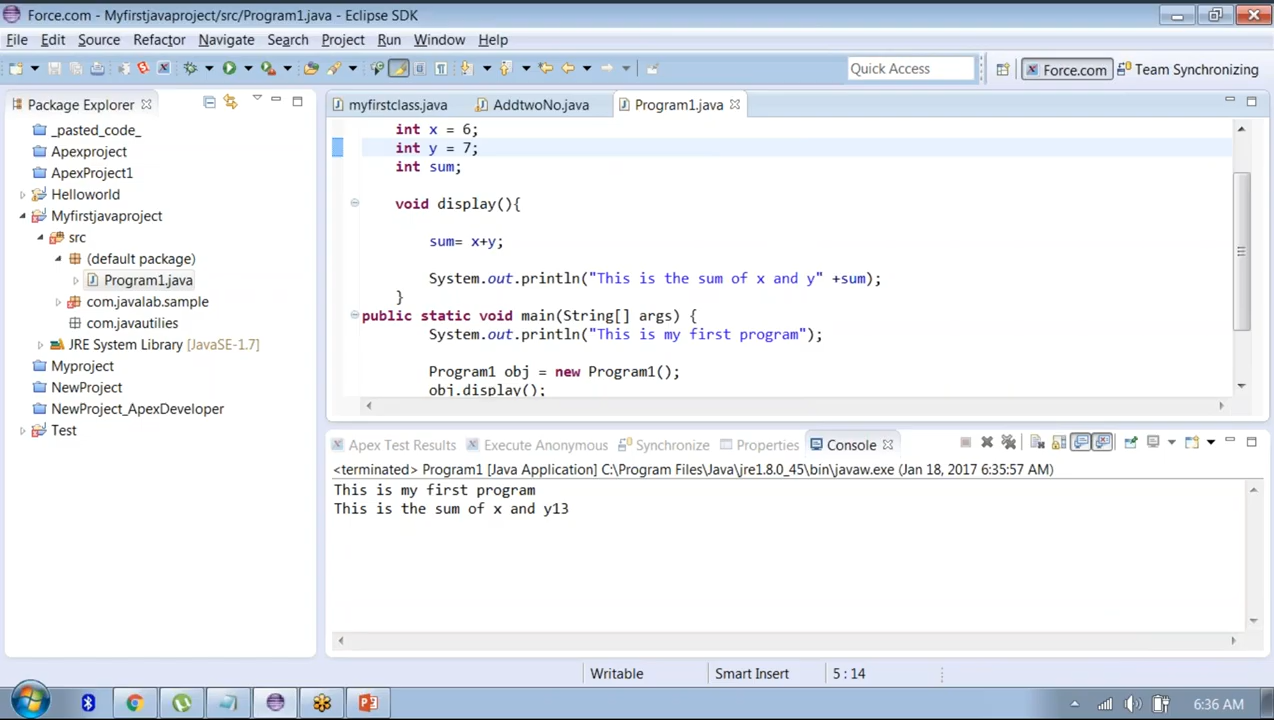 Force.com - Myfirstjavaproject/src/Program1.java - Eclipse SDK
File Edit Source Refactor Navigate Search Project Run Window Help
Quick Access Force.com Team Synchronizing
Package Explorer
_pasted_code_
Apexproject
ApexProject1
Helloworld
Myfirstjavaproject
src
(default package)
Program1.java
com.javalab.sample
com.javautilies
JRE System Library [JavaSE-1.7]
Myproject
NewProject
NewProject_ApexDeveloper
Test
myfirstclass.java AddtwoNo.java Program1.java
int x = 6;
int y = 7;
int sum;
void display(){
sum= x+y;
System.out.println("This is the sum of x and y" +sum);
}
public static void main(String[] args) {
System.out.println("This is my first program");
Program1 obj = new Program1();
obj.display();
Apex Test Results Execute Anonymous Synchronize Properties Console
<terminated> Program1 [Java Application] C:\Program Files\Java\jre1.8.0_45\bin\javaw.exe (Jan 18, 2017 6:35:57 AM)
This is my first program
This is the sum of x and y13
Writable Smart Insert 5 : 14
6:36 AM